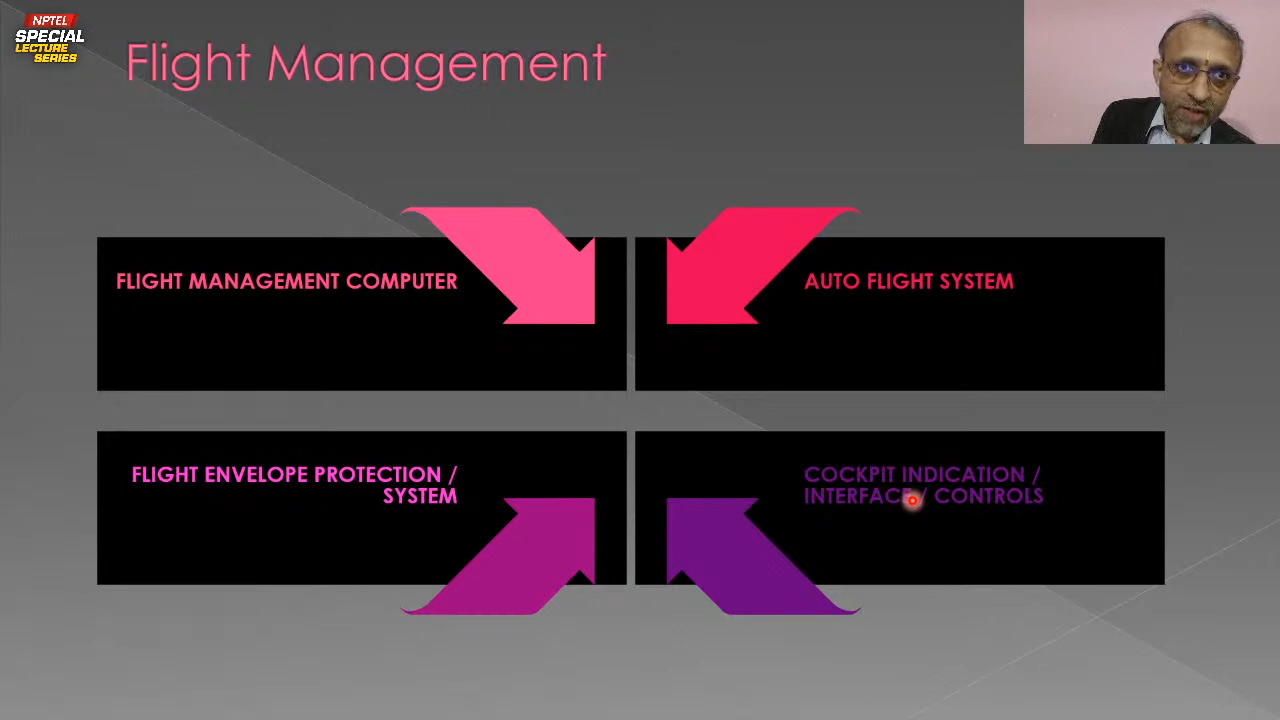 NPTEL
SPECIAL
LECTURE
SERIES
Flight Management
FLIGHT MANAGEMENT COMPUTER
AUTO FLIGHT SYSTEM
FLIGHT ENVELOPE PROTECTION /
SYSTEM
COCKPIT INDICATION /
INTERFACE / CONTROLS